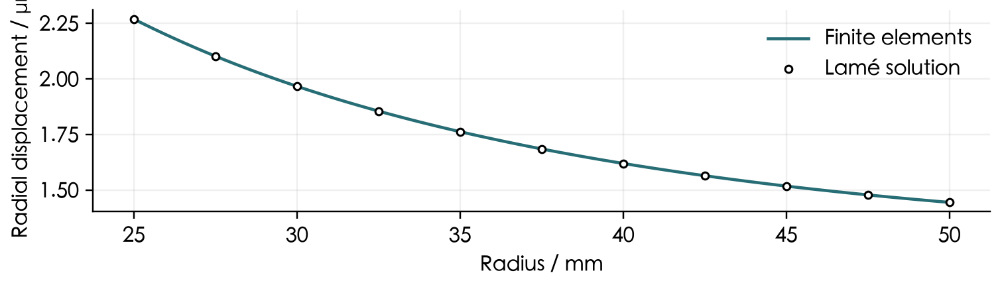 Radial displacement / µ
2.25
2.00
1.75
1.50
25 30 35 40 45 50
Radius / mm
Finite elements
Lamé solution